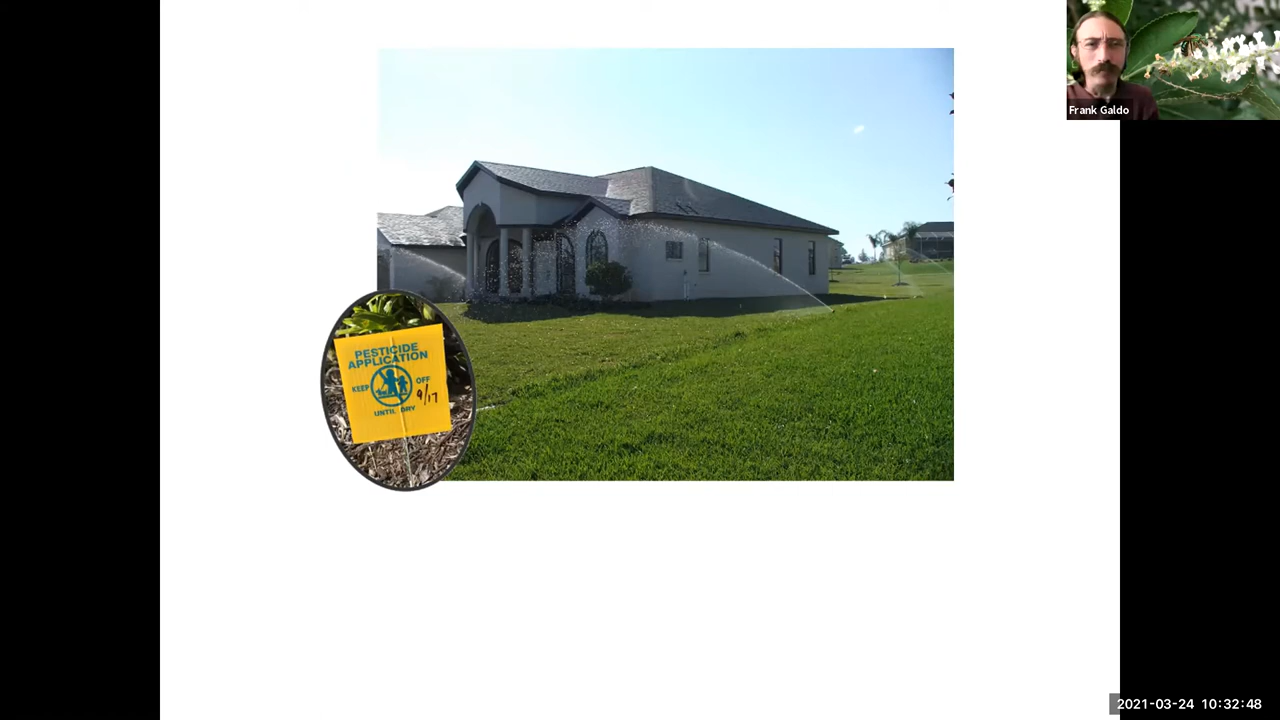 Frank Galdo
PESTICIDE
APPLICATION
KEEP OFF
9/17
UNTIL DRY
2021-03-24 10:32:48